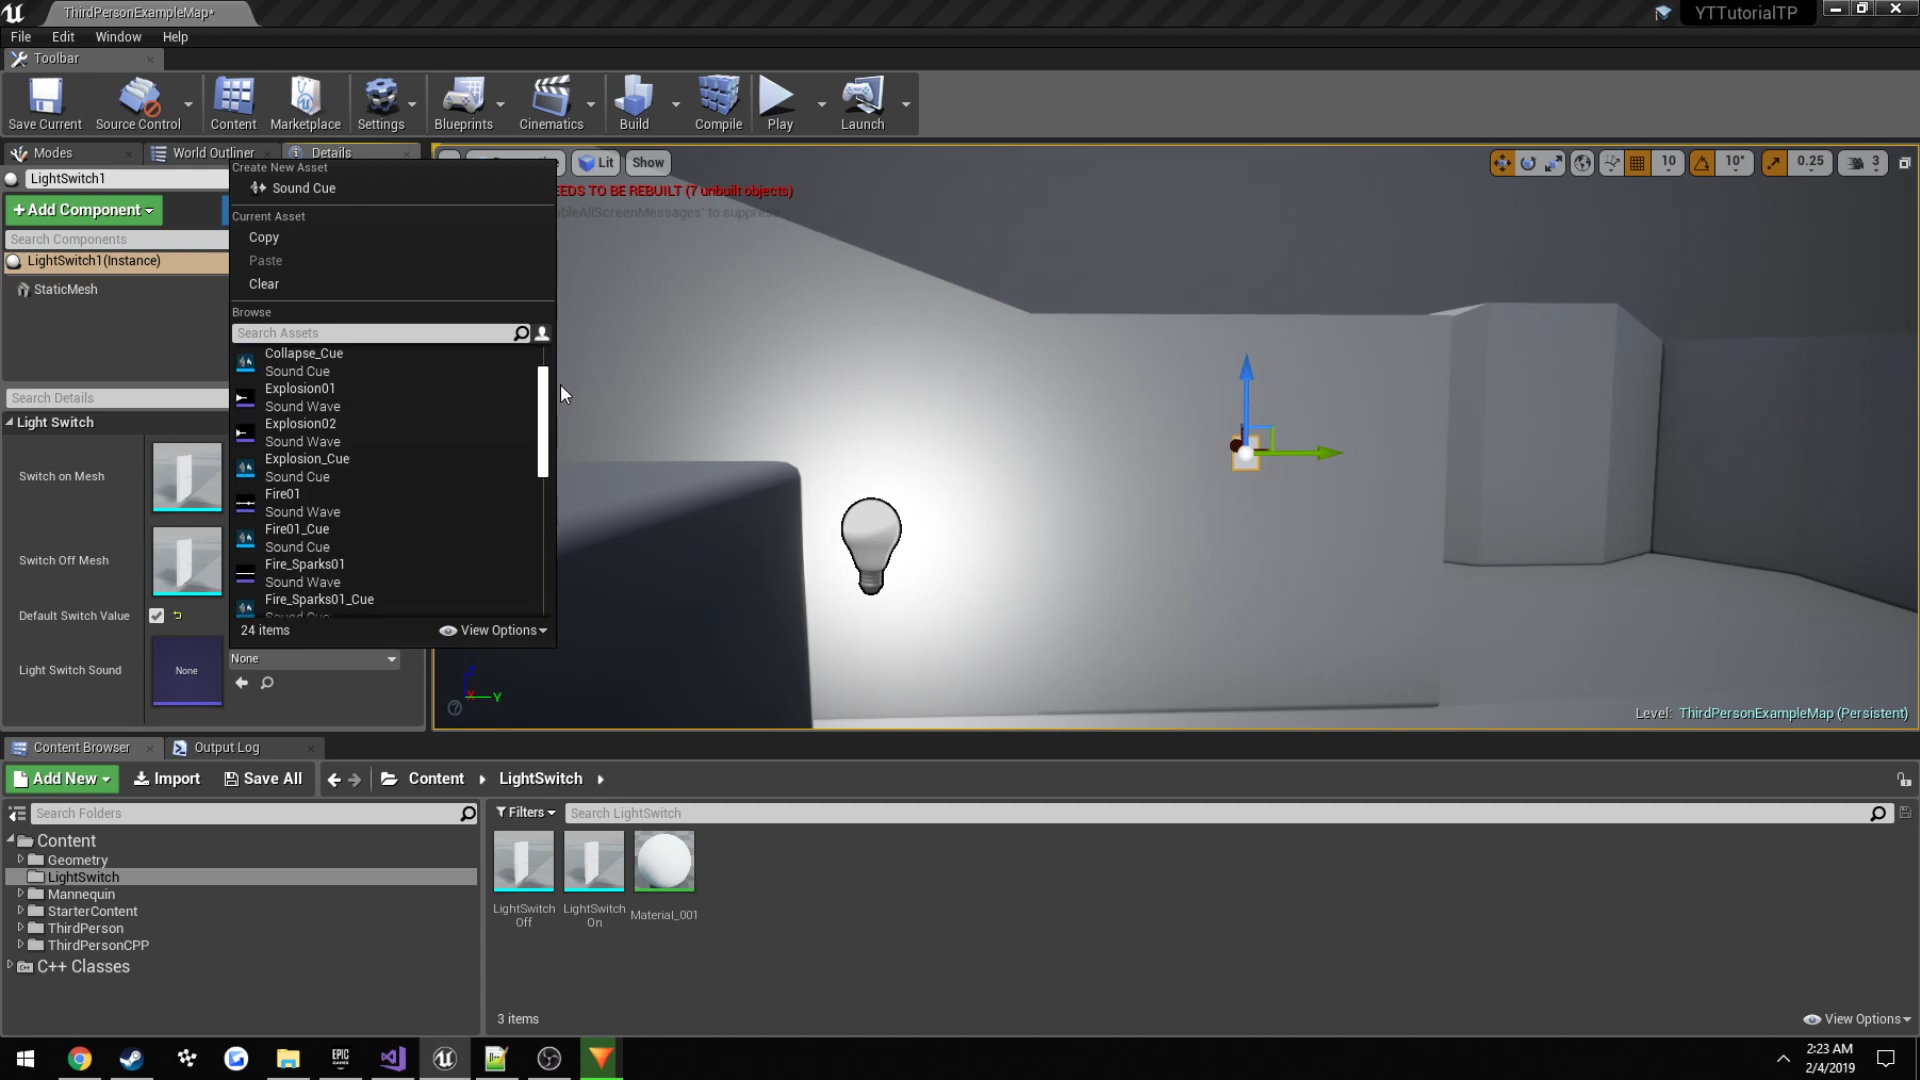 ThirdPersonExampleMap*
YTTutorialTP
File Edit Window Help
Toolbar
Save Current
Source Control
Content
Marketplace
Settings
Blueprints
Cinematics
Build
Compile
Play
Launch
Modes
World Outliner
Details
LightSwitch1
+ Add Component
Search Components
LightSwitch1(Instance)
StaticMesh
Search Details
Light Switch
Switch on Mesh
Switch Off Mesh
Default Switch Value
Light Switch Sound
None
None
Create New Asset
Sound Cue
Current Asset
Copy
Paste
Clear
Browse
Search Assets
Collapse_Cue
Sound Cue
Explosion01
Sound Wave
Explosion02
Sound Wave
Explosion_Cue
Sound Cue
Fire01
Sound Wave
Fire01_Cue
Sound Cue
Fire_Sparks01
Sound Wave
Fire_Sparks01_Cue
24 items
View Options
Lit
Show
10
10°
0.25
3
EEDS TO BE REBUILT (7 unbuilt objects)
ableAllScreenMessages' to suppress
X
Y
Level: ThirdPersonExampleMap (Persistent)
Content Browser
Output Log
Add New
Import
Save All
Content
LightSwitch
Search Folders
Filters
Search LightSwitch
Content
Geometry
LightSwitch
Mannequin
StarterContent
ThirdPerson
ThirdPersonCPP
C++ Classes
LightSwitch
Off
LightSwitch
On
Material_001
3 items
View Options
EPIC
GAMES
2:23 AM
2/4/2019